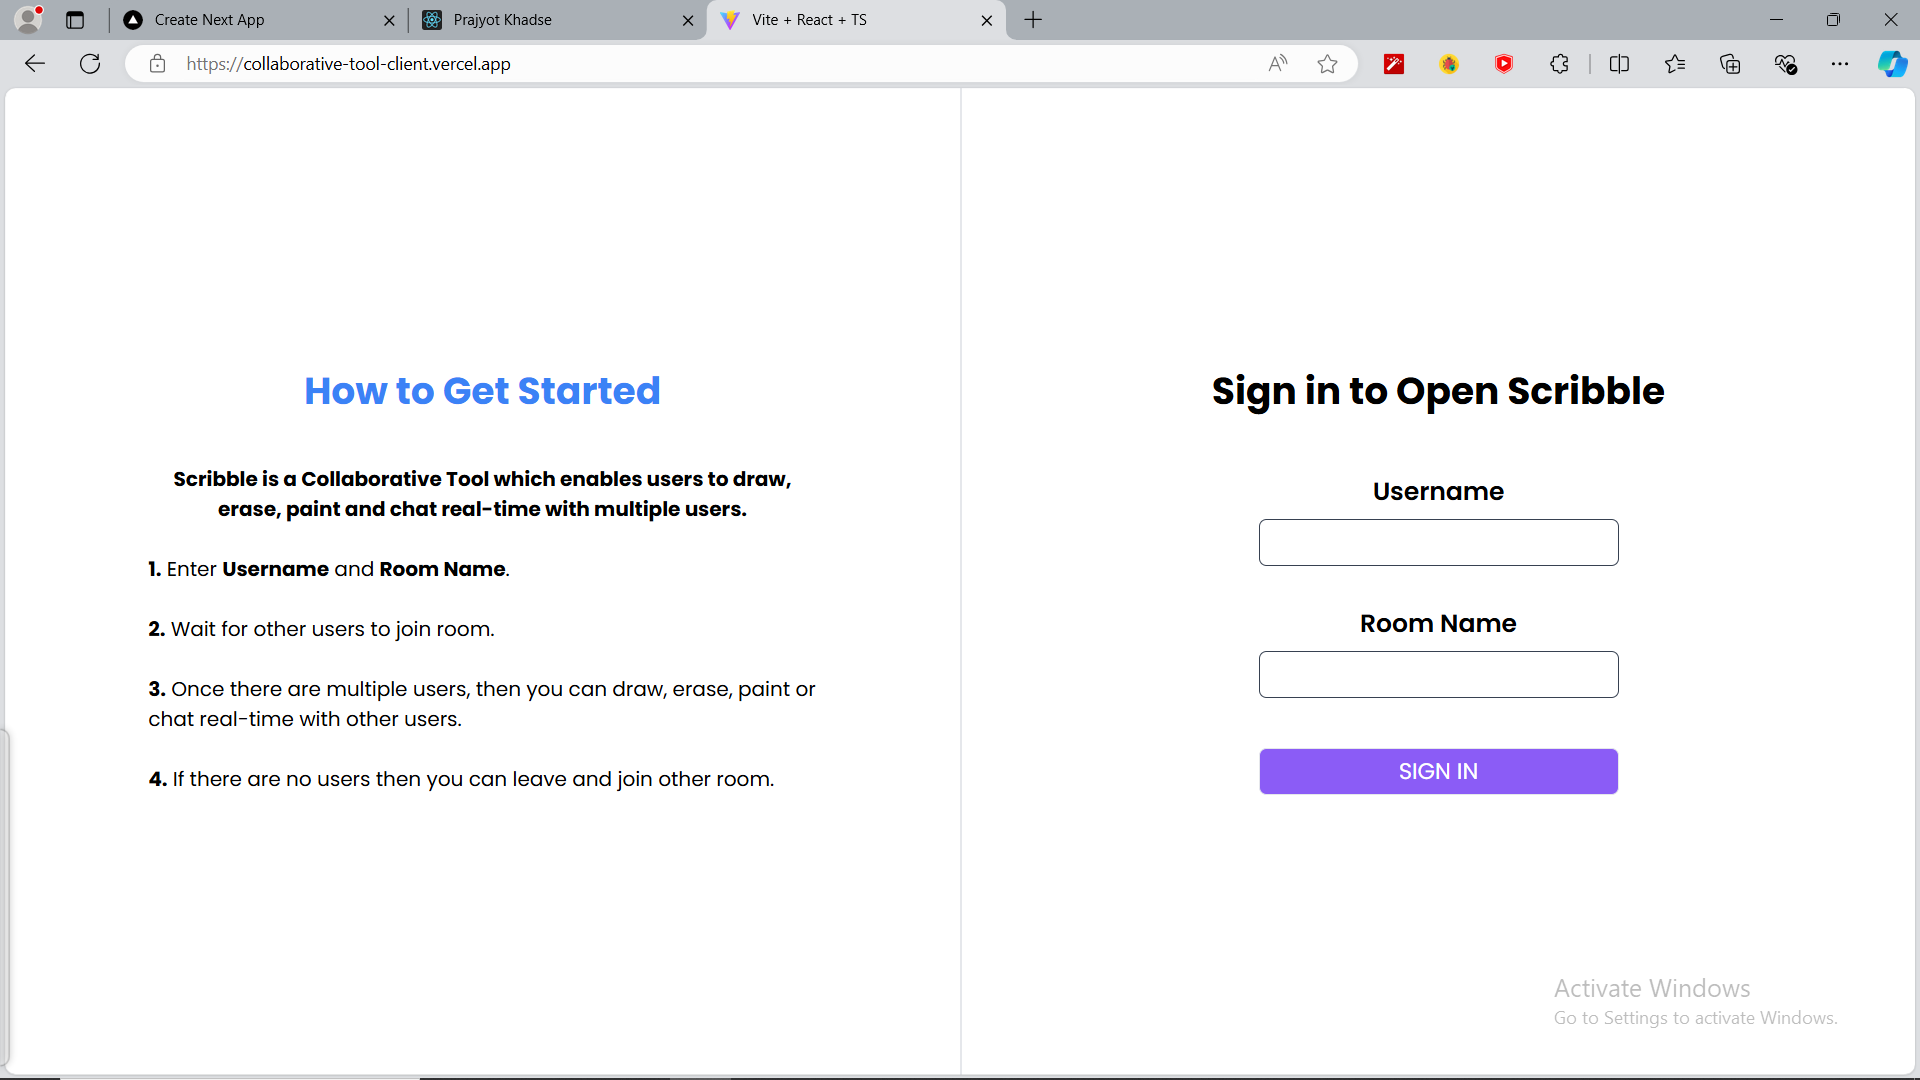 Create Next App
Prajyot Khadse
Vite + React + TS
https://collaborative-tool-client.vercel.app
How to Get Started
Scribble is a Collaborative Tool which enables users to draw,
erase, paint and chat real-time with multiple users.
1. Enter Username and Room Name.
2. Wait for other users to join room.
3. Once there are multiple users, then you can draw, erase, paint or
chat real-time with other users.
4. If there are no users then you can leave and join other room.
Sign in to Open Scribble
Username
Room Name
SIGN IN
Activate Windows
Go to Settings to activate Windows.